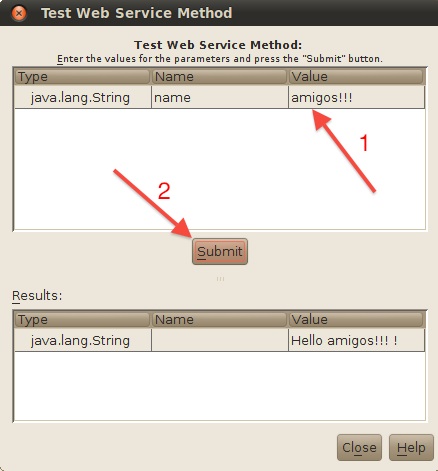 Test Web Service Method
Test Web Service Method:
Enter the values for the parameters and press the "Submit" button.
Type Name Value
java.lang.String name amigos!!!
1
2
Submit
Results:
Type Name Value
java.lang.String Hello amigos!!! !
Close Help